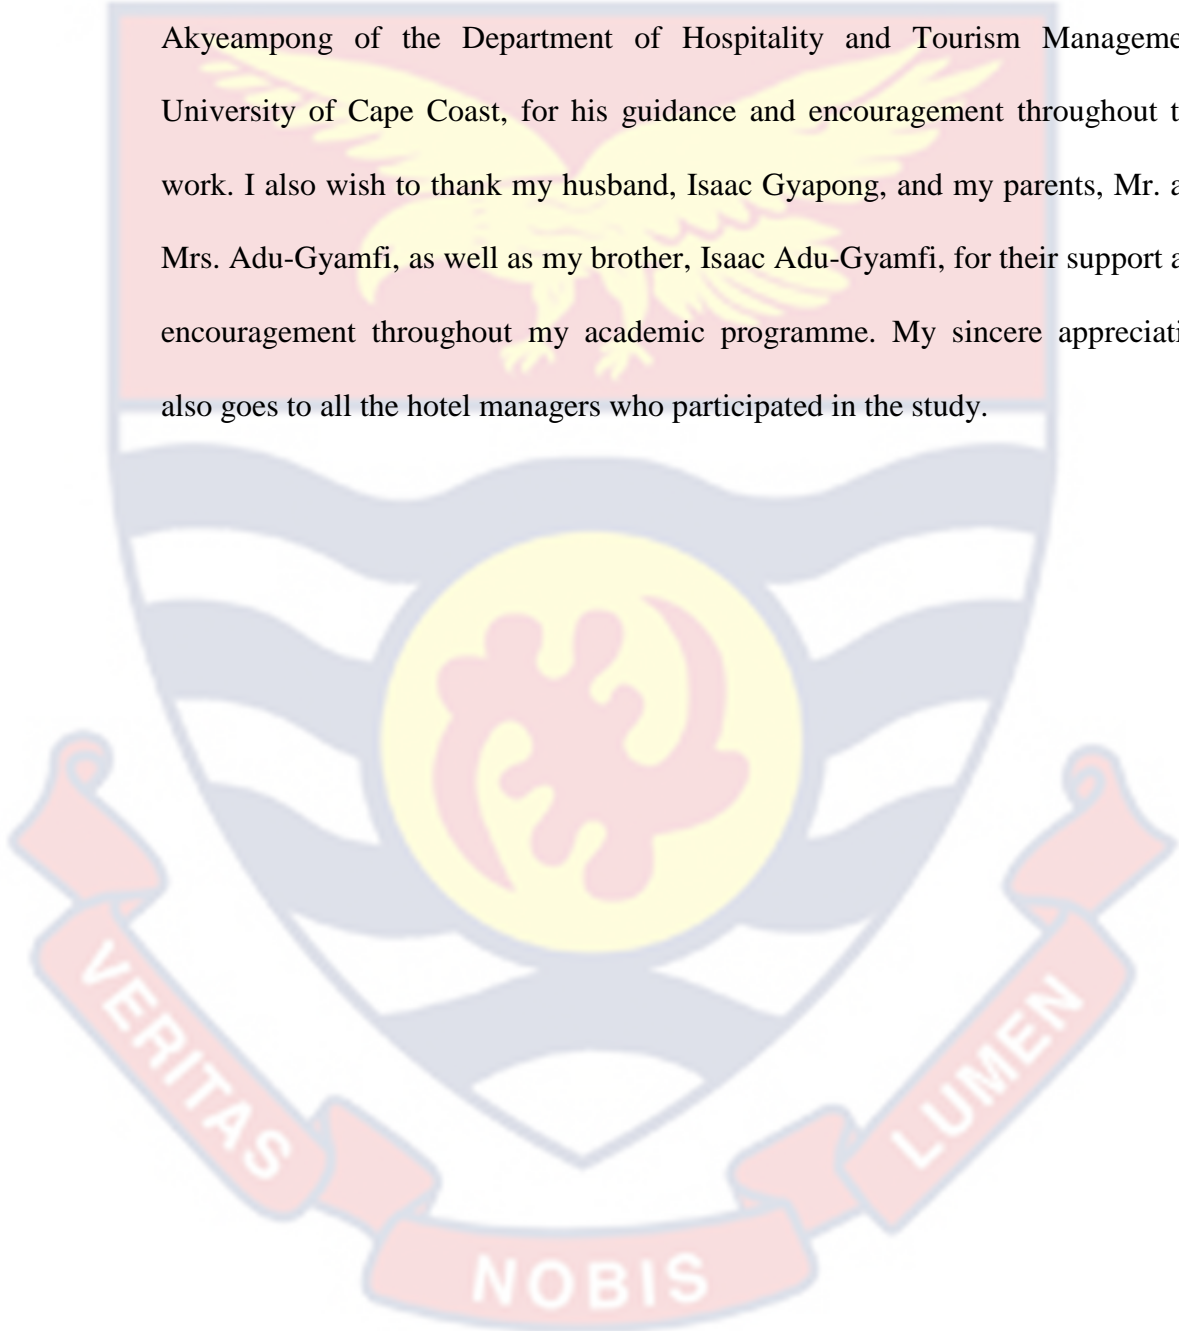 Akyeampong of the Department of Hospitality and Tourism Manageme
University of Cape Coast, for his guidance and encouragement throughout t
work. I also wish to thank my husband, Isaac Gyapong, and my parents, Mr. a
Mrs. Adu-Gyamfi, as well as my brother, Isaac Adu-Gyamfi, for their support a
encouragement throughout my academic programme. My sincere appreciati
also goes to all the hotel managers who participated in the study.
VERITAS
NOBIS
LUMEN